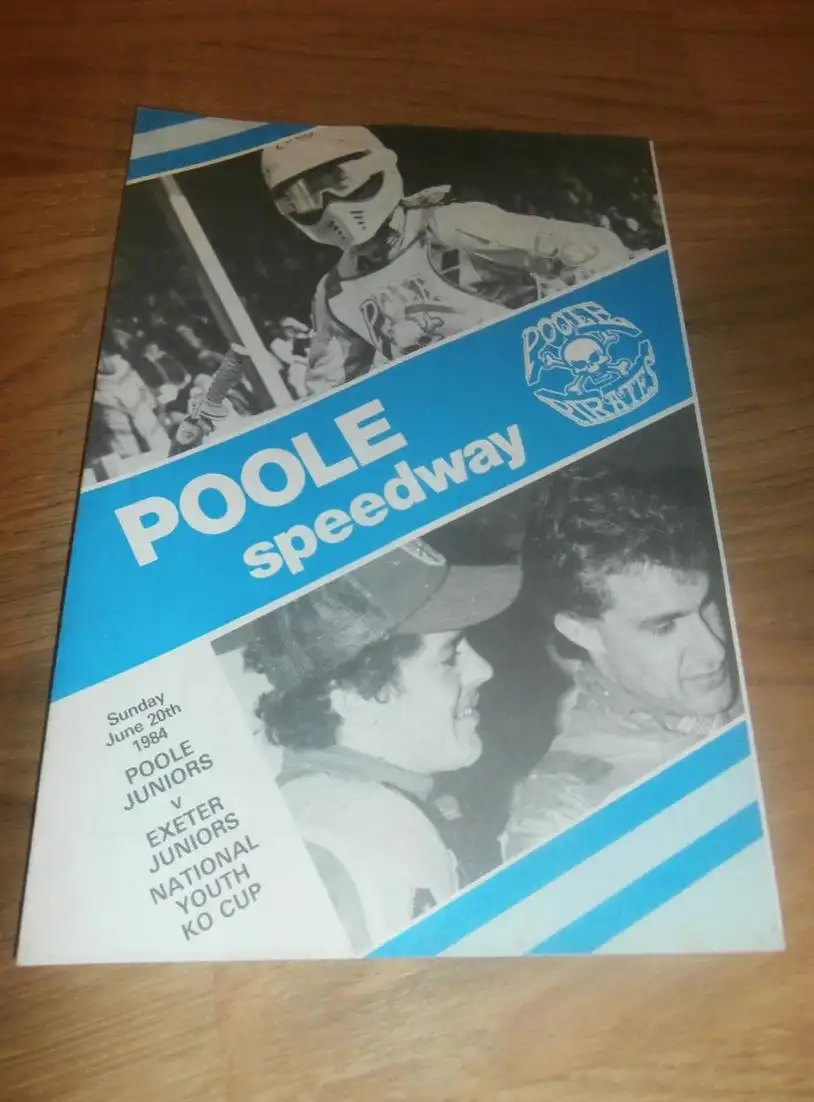 POOLE
PIRATES
POOLE
speedway
Sunday
June 20th
1984
POOLE
JUNIORS
v
EXETER
JUNIORS
NATIONAL
YOUTH
KO CUP